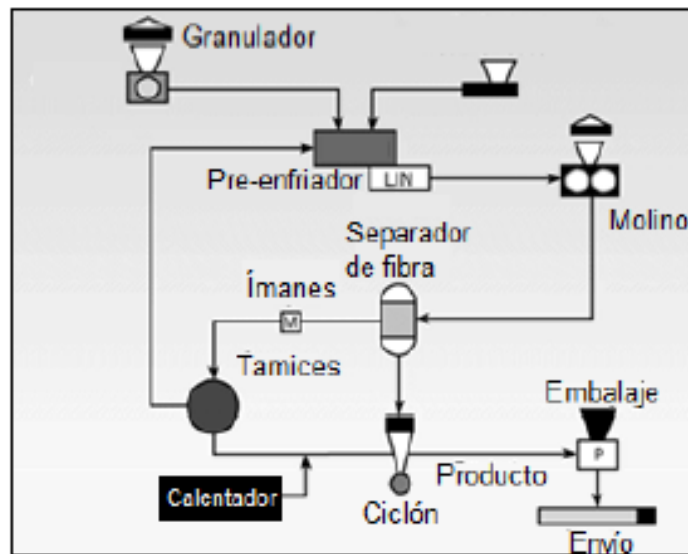 Granulador
Pre-enfriador
LIN
Molino
Separador
de fibra
Ímanes
M
Tamices
Embalaje
P
Producto
Calentador
Ciclón
Envío